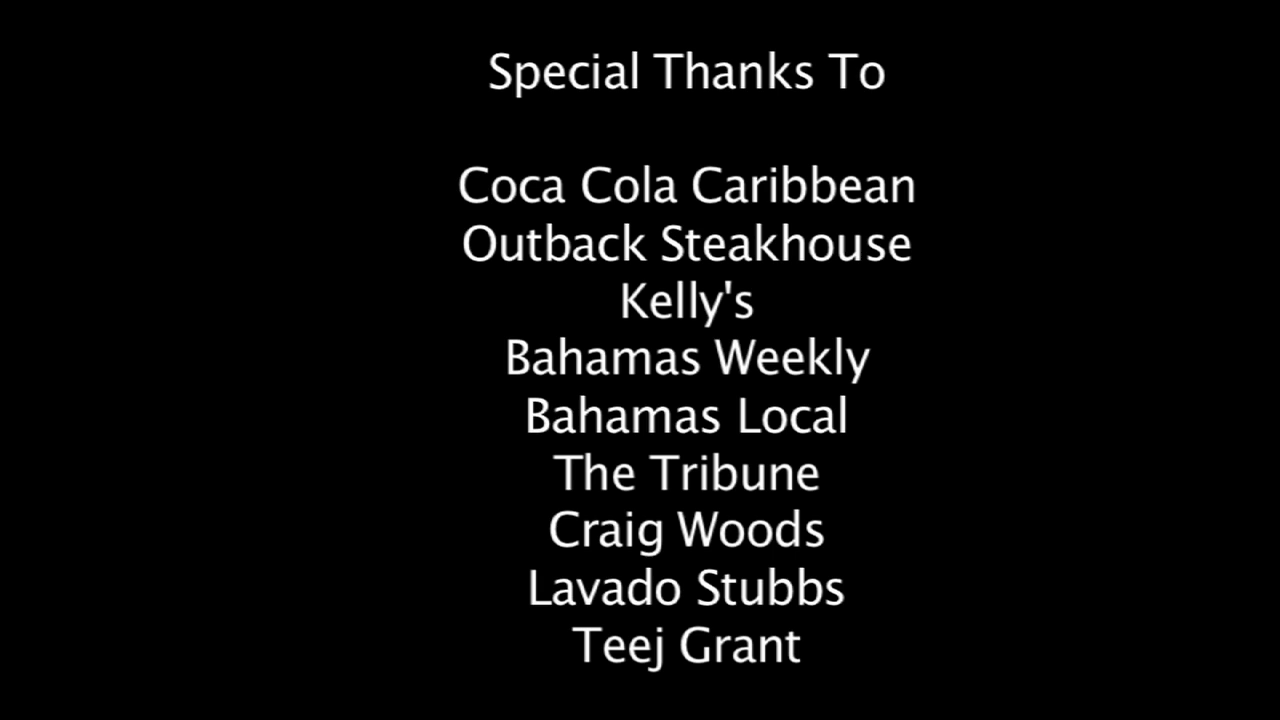 Special Thanks To
Coca Cola Caribbean
Outback Steakhouse
Kelly's
Bahamas Weekly
Bahamas Local
The Tribune
Craig Woods
Lavado Stubbs
Teej Grant